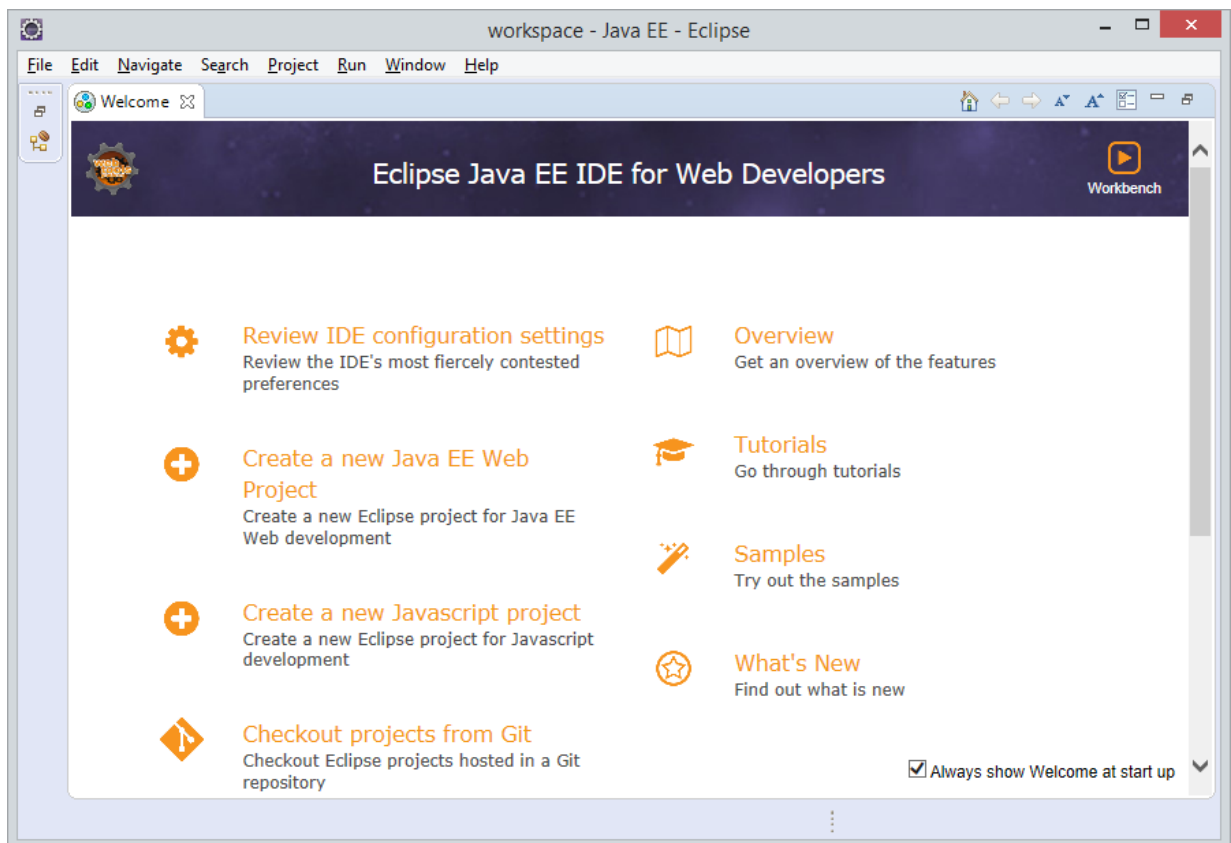 workspace - Java EE - Eclipse
File Edit Navigate Search Project Run Window Help
Welcome
Eclipse Java EE IDE for Web Developers
Workbench
Review IDE configuration settings
Review the IDE's most fiercely contested
preferences
Create a new Java EE Web
Project
Create a new Eclipse project for Java EE
Web development
Create a new Javascript project
Create a new Eclipse project for Javascript
development
Checkout projects from Git
Checkout Eclipse projects hosted in a Git
repository
Overview
Get an overview of the features
Tutorials
Go through tutorials
Samples
Try out the samples
What's New
Find out what is new
Always show Welcome at start up